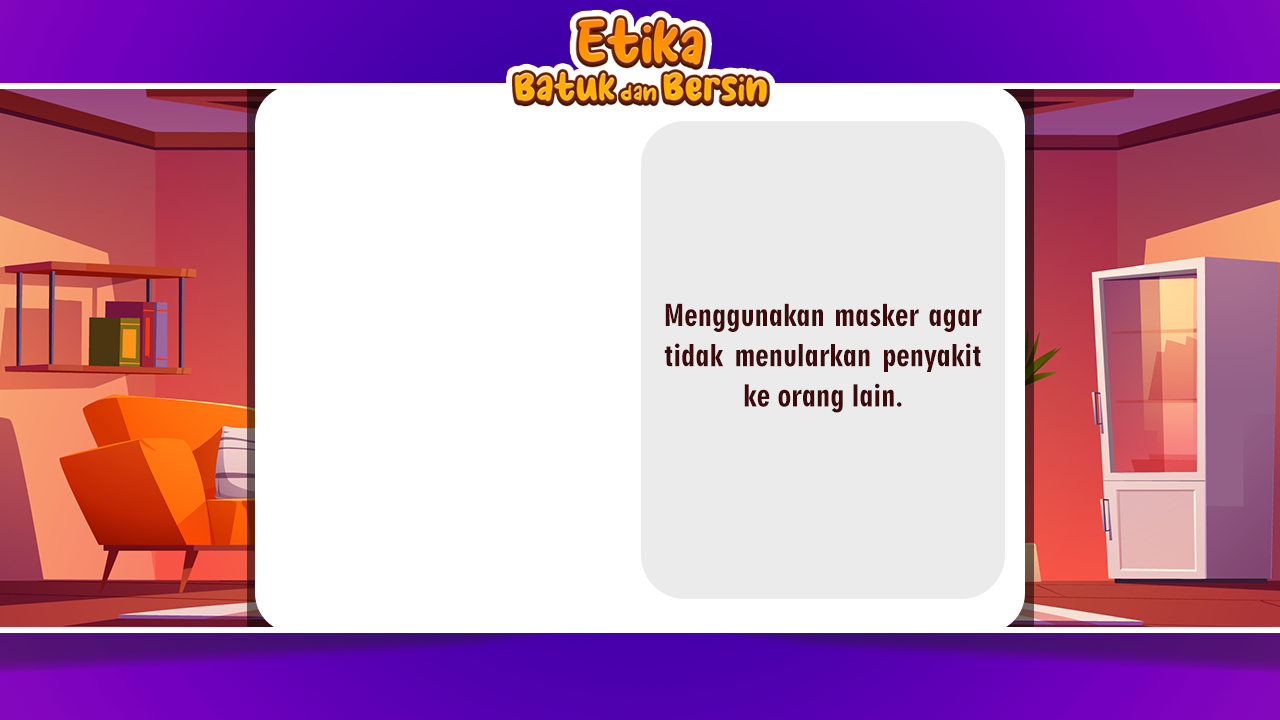 Etika
Batuk dan Bersin
Menggunakan masker agar
tidak menularkan penyakit
ke orang lain.